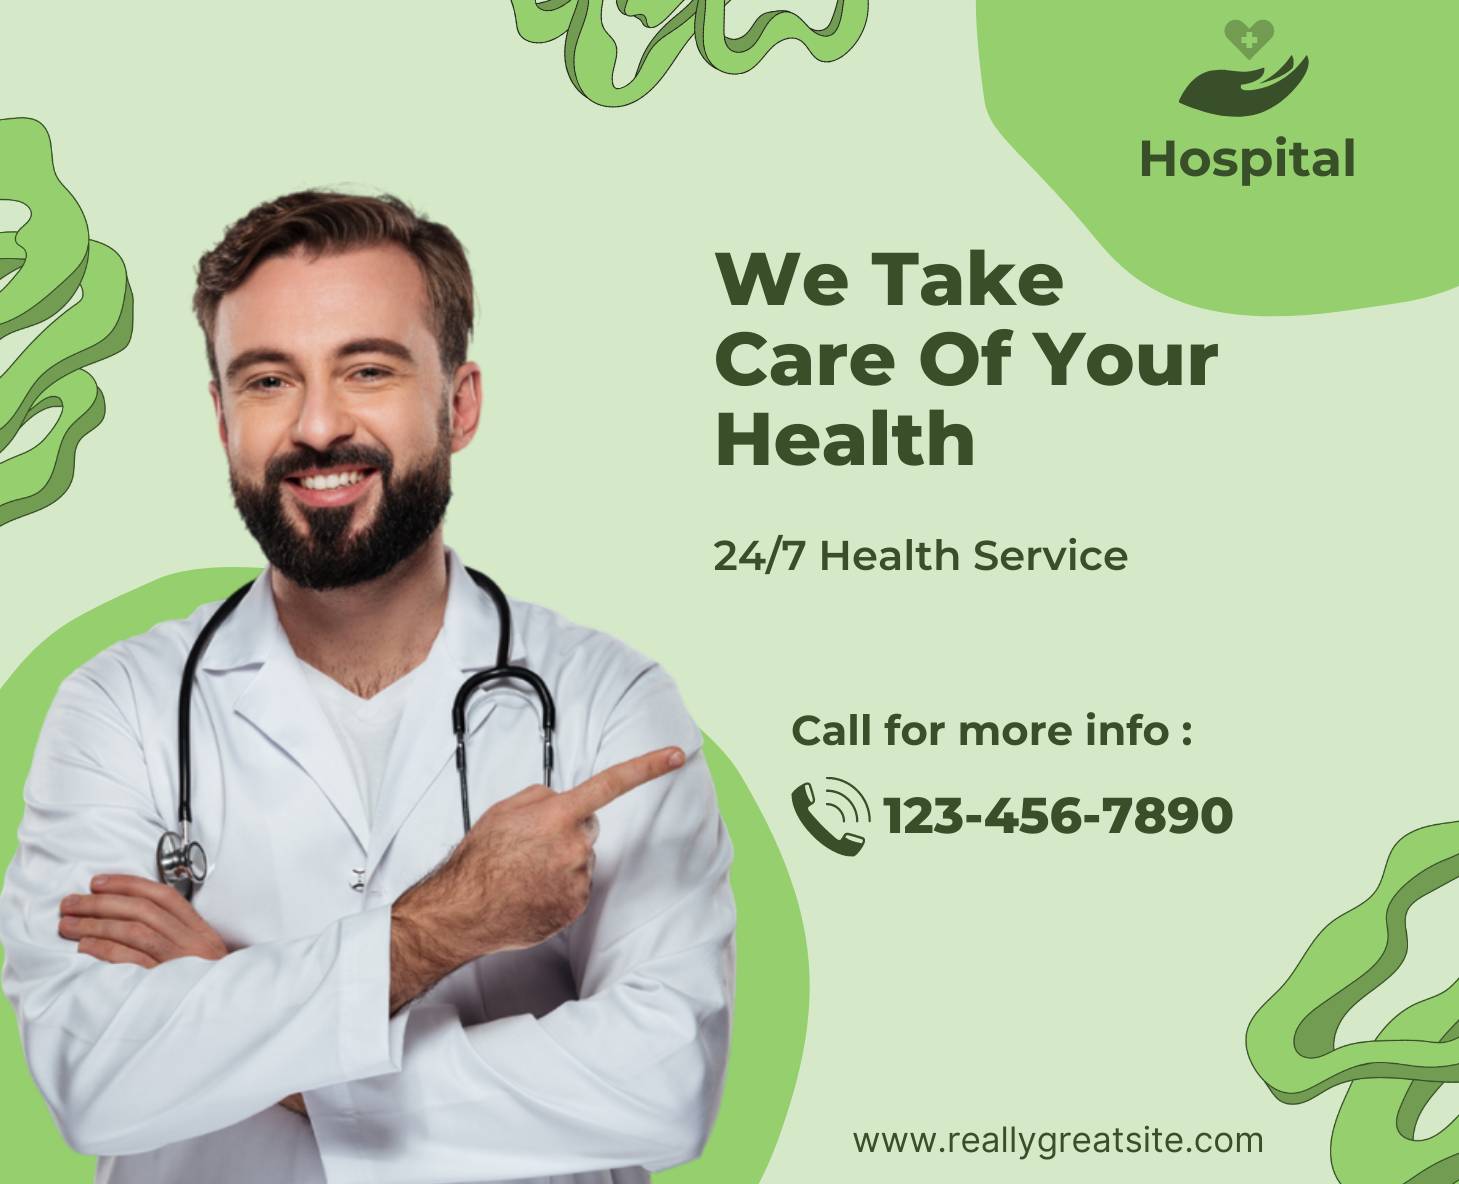 Hospital
We Take
Care Of Your
Health
24/7 Health Service
Call for more info :
123-456-7890
www.reallygreatsite.com